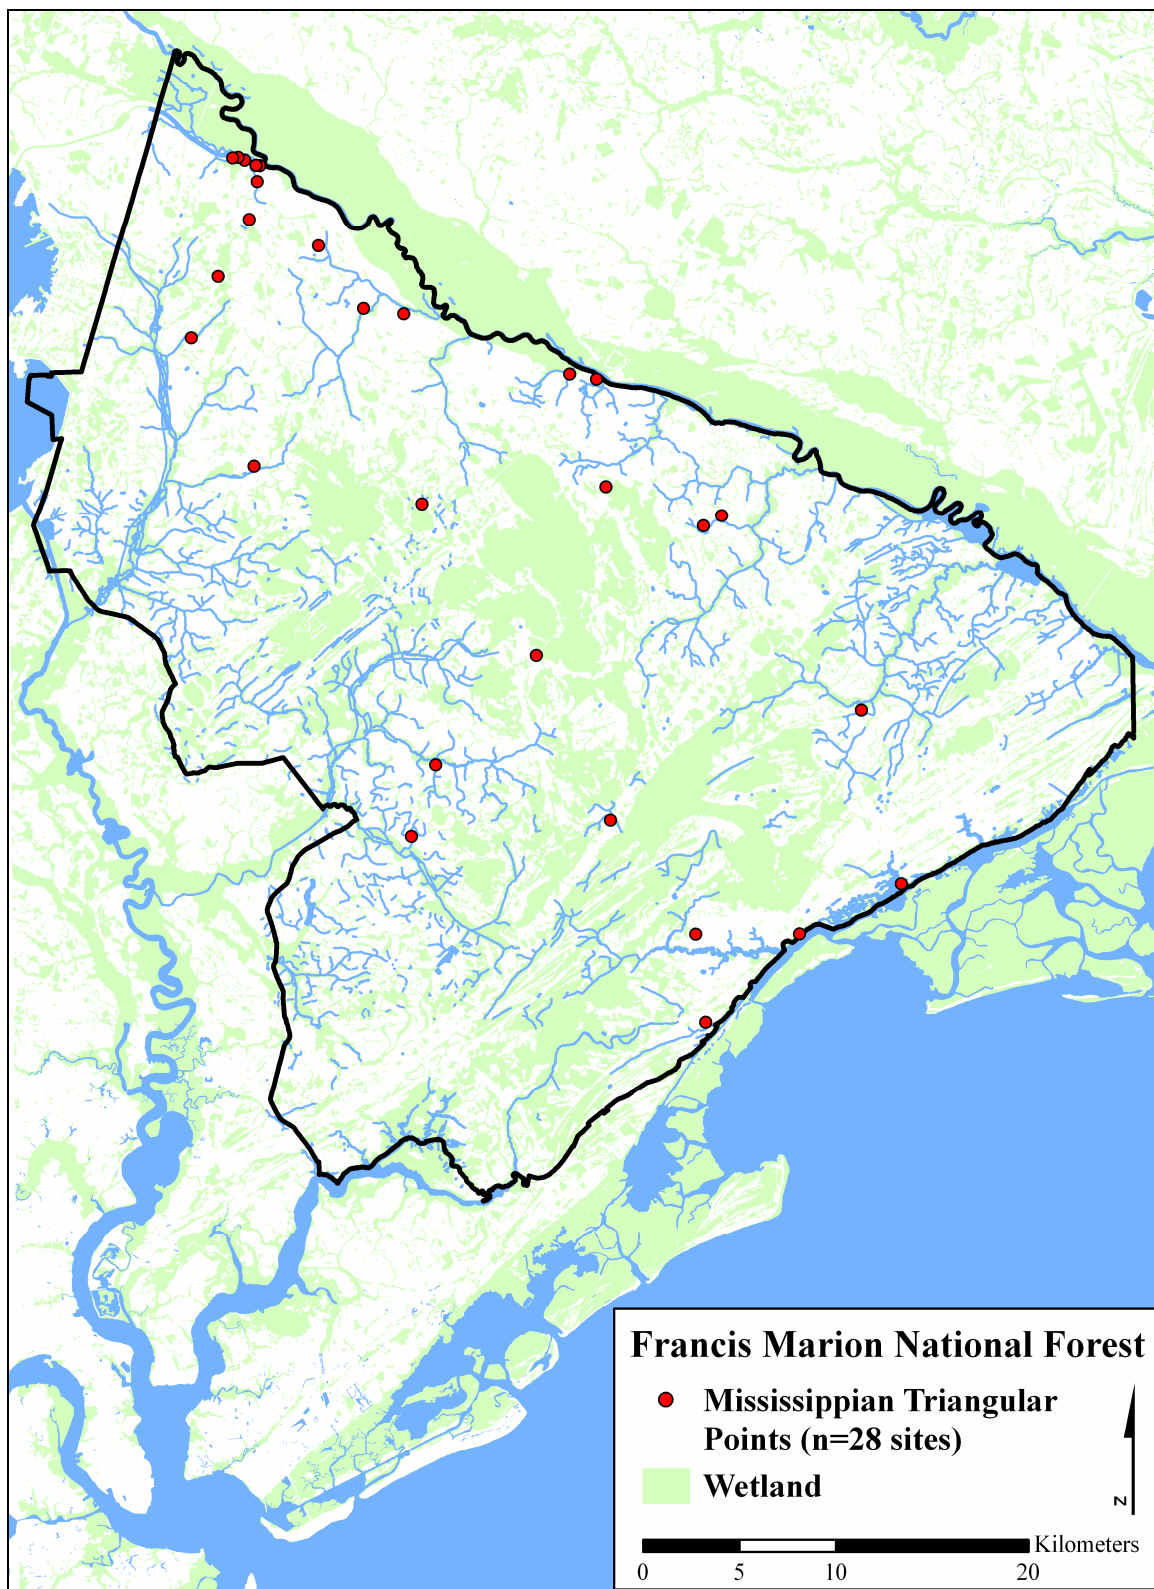 Francis Marion National Forest
Mississippian Triangular
Points (n=28 sites)
Wetland
N
Kilometers
0 5 10 20